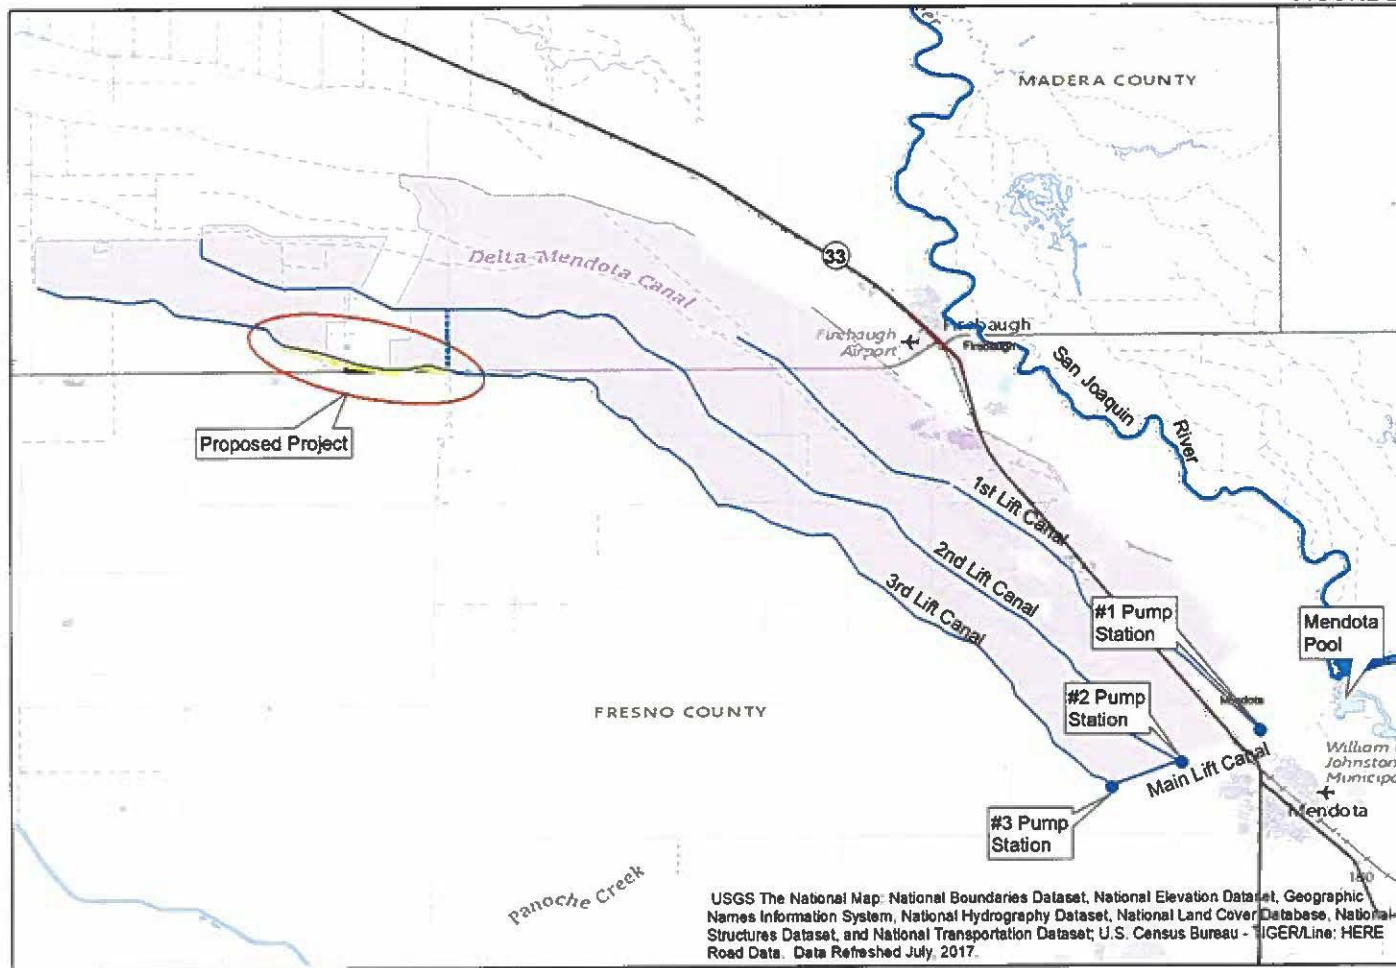 MADERA COUNTY
33
Delta-Mendota Canal
Firebaugh
Airport
Firebaugh
Firebaugh
San Joaquin
River
Proposed Project
1st Lift Canal
2nd Lift Canal
3rd Lift Canal
#1 Pump
Station
Mendota
Pool
#2 Pump
Station
Mendota
FRESNO COUNTY
Main Lift Canal
William
Johnston
Municipa
Mendota
#3 Pump
Station
180
Panoche Creek
USGS The National Map: National Boundaries Dataset, National Elevation Dataset, Geographic
Names Information System, National Hydrography Dataset, National Land Cover Database, National
Structures Dataset, and National Transportation Dataset; U.S. Census Bureau - TIGER/Line; HERE
Road Data. Data Refreshed July, 2017.